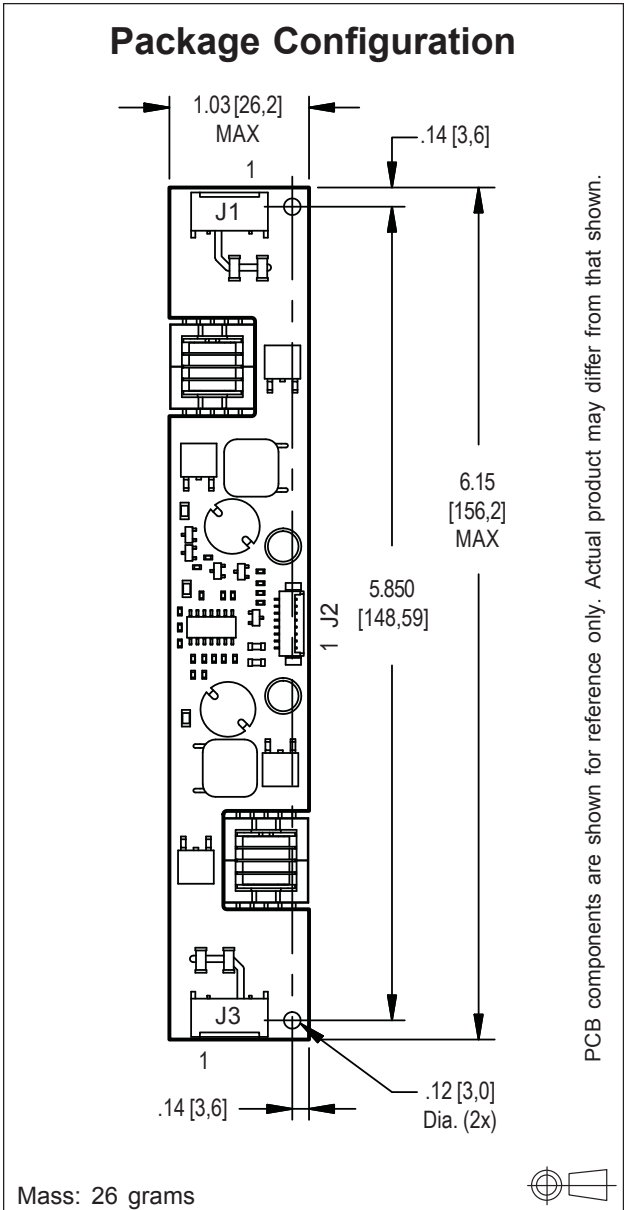 Package Configuration
1.03 [26,2]
MAX
.14 [3,6]
1
J1
6.15
[156,2]
MAX
5.850
[148,59]
1 J2
PCB components are shown for reference only. Actual product may differ from that shown.
J3
1
.14 [3,6]
.12 [3,0]
Dia. (2x)
Mass: 26 grams